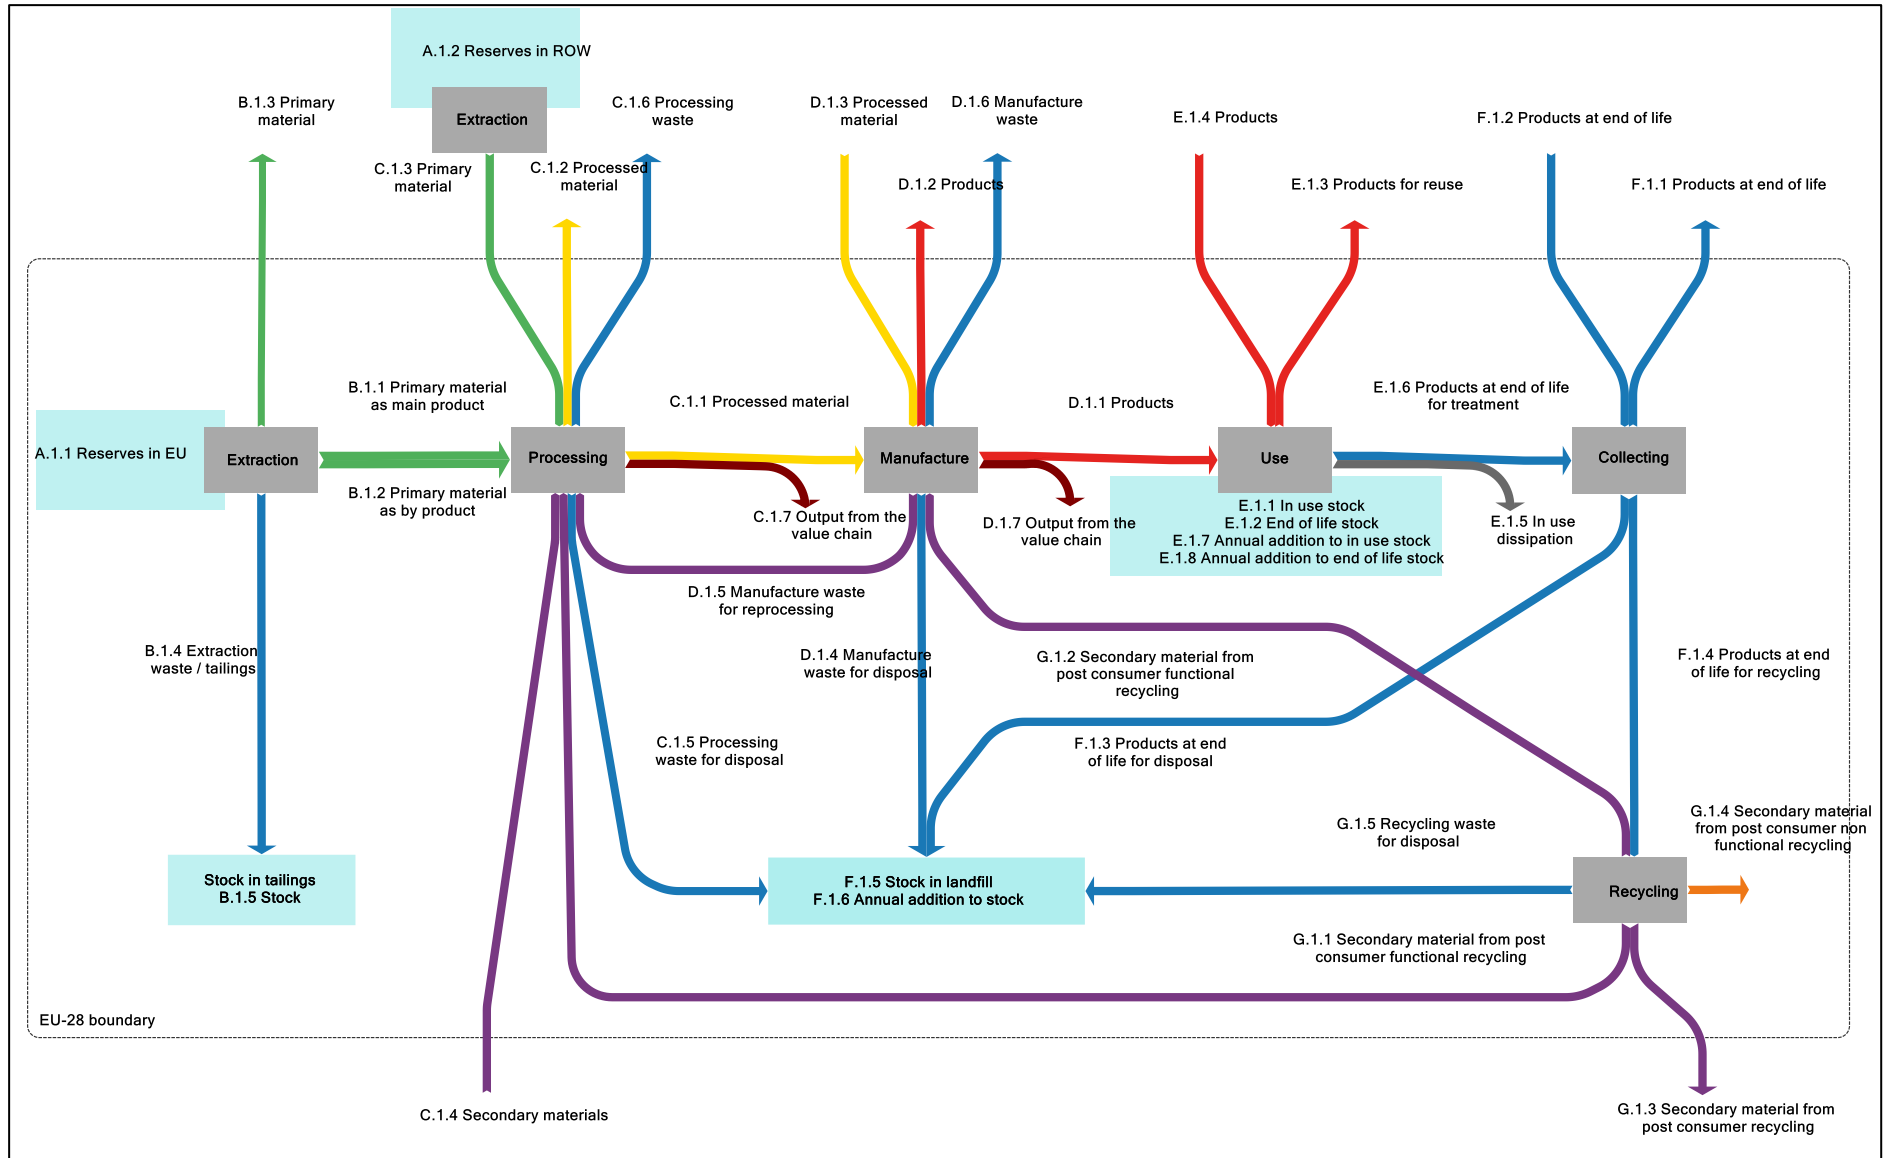 A.1.2 Reserves in ROW
B.1.3 Primary
material
Extraction
C.1.6 Processing
waste
D.1.3 Processed
material
D.1.6 Manufacture
waste
E.1.4 Products
F.1.2 Products at end of life
C.1.3 Primary
material
C.1.2 Processed
material
D.1.2 Products
E.1.3 Products for reuse
F.1.1 Products at end of life
B.1.1 Primary material
as main product
C.1.1 Processed material
D.1.1 Products
E.1.6 Products at end of life
for treatment
A.1.1 Reserves in EU
Extraction
Processing
Manufacture
Use
Collecting
B.1.2 Primary material
as by product
C.1.7 Output from the
value chain
D.1.7 Output from the
value chain
E.1.1 In use stock
E.1.2 End of life stock
E.1.7 Annual addition to in use stock
E.1.8 Annual addition to end of life stock
E.1.5 In use
dissipation
D.1.5 Manufacture waste
for reprocessing
B.1.4 Extraction
waste / tailings
D.1.4 Manufacture
waste for disposal
G.1.2 Secondary material from
post consumer functional
recycling
F.1.4 Products at end
of life for recycling
C.1.5 Processing
waste for disposal
F.1.3 Products at end
of life for disposal
G.1.5 Recycling waste
for disposal
G.1.4 Secondary material
from post consumer non
functional recycling
Stock in tailings
B.1.5 Stock
F.1.5 Stock in landfill
F.1.6 Annual addition to stock
Recycling
G.1.1 Secondary material from post
consumer functional recycling
EU-28 boundary
C.1.4 Secondary materials
G.1.3 Secondary material from
post consumer recycling